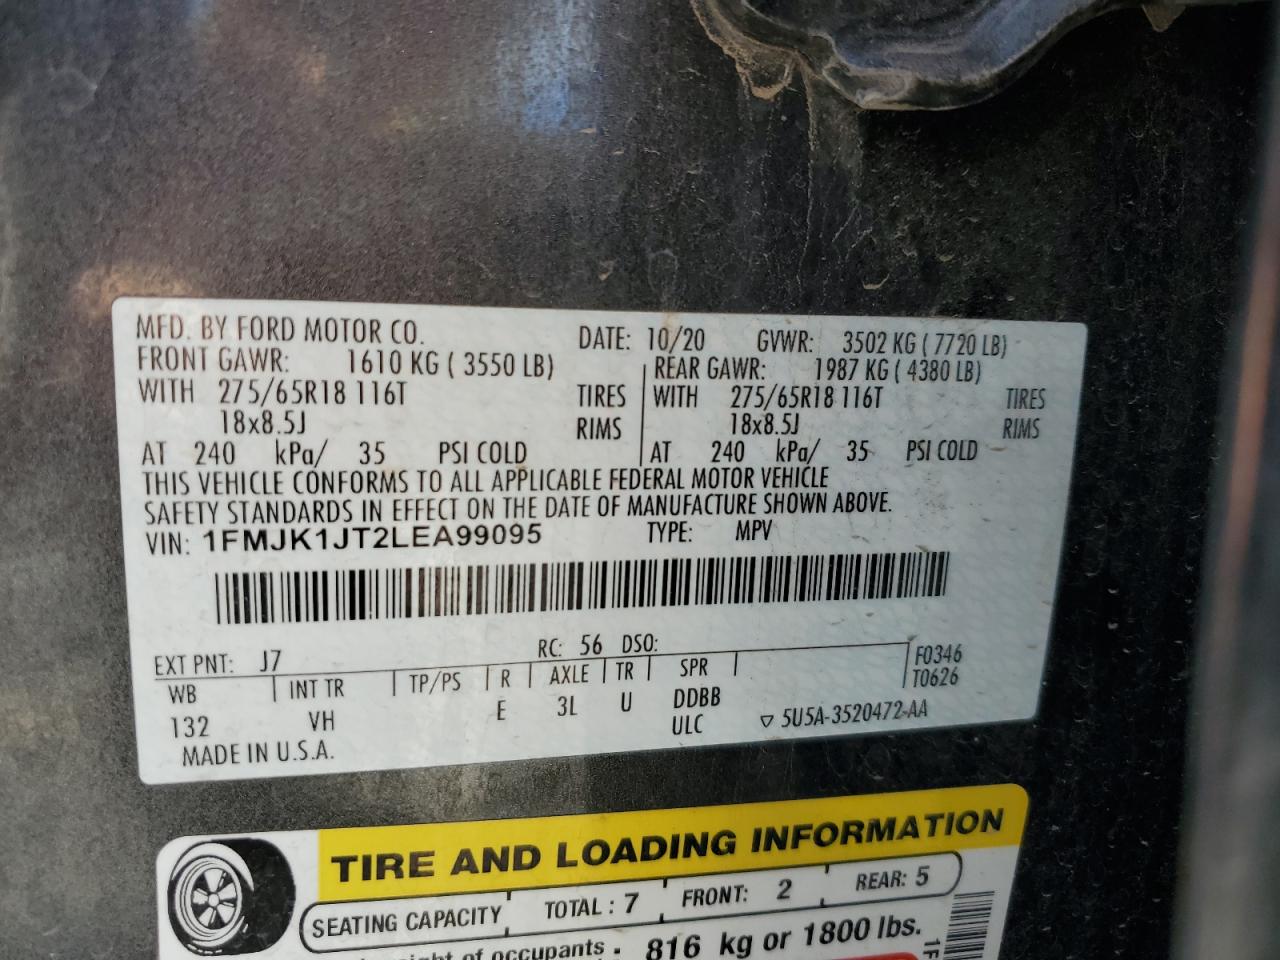 MFD. BY FORD MOTOR CO. DATE: 10/20 GVWR: 3502 KG ( 7720 LB)
FRONT GAWR: 1610 KG ( 3550 LB) REAR GAWR: 1987 KG ( 4380 LB)
WITH 275/65R18 116T TIRES WITH 275/65R18 116T TIRES
18x8.5J RIMS 18x8.5J RIMS
AT 240 kPa/ 35 PSI COLD AT 240 kPa/ 35 PSI COLD
THIS VEHICLE CONFORMS TO ALL APPLICABLE FEDERAL MOTOR VEHICLE
SAFETY STANDARDS IN EFFECT ON THE DATE OF MANUFACTURE SHOWN ABOVE.
VIN: 1FMJK1JT2LEA99095 TYPE: MPV
EXT PNT: J7 RC: 56 DSO: F0346
WB INT TR TP/PS R AXLE TR SPR T0626
132 VH E 3L U DDBB
ULC ▽ 5U5A-3520472-AA
MADE IN U.S.A.
TIRE AND LOADING INFORMATION
SEATING CAPACITY TOTAL : 7 FRONT: 2 REAR: 5
of occupants 816 kg or 1800 lbs.
1F